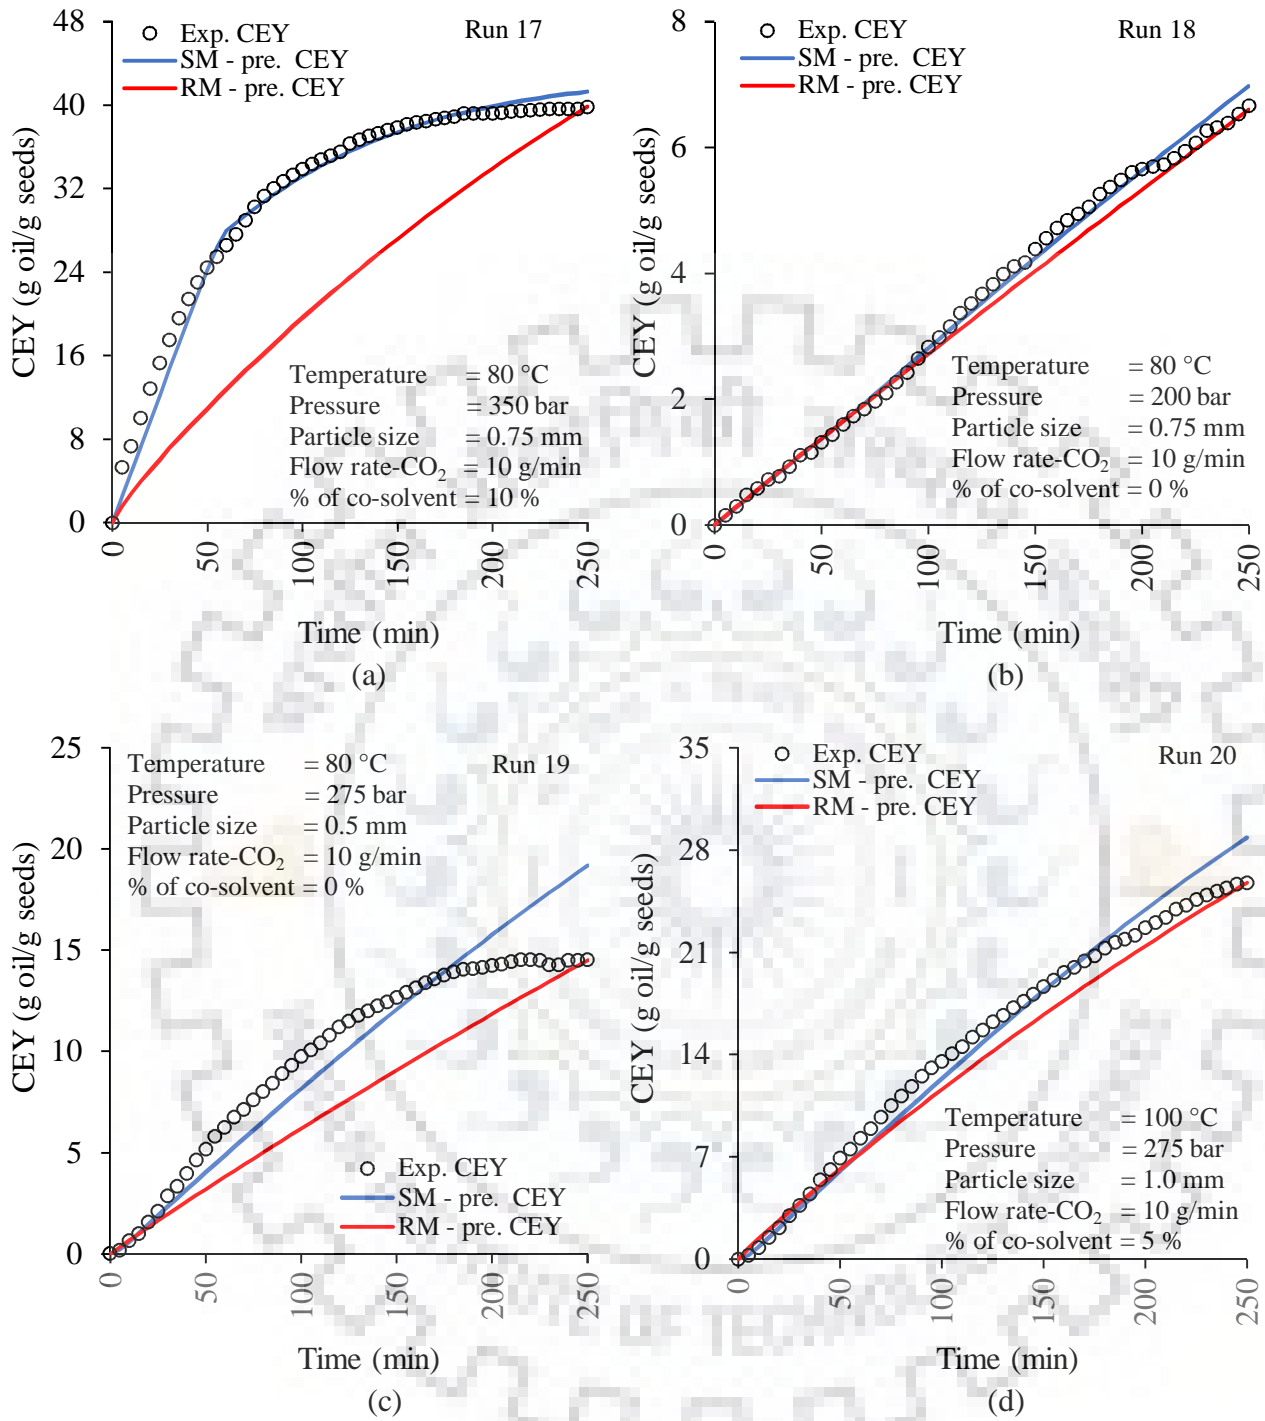 48
40
32
24
16
8
0
CEY (g oil/g seeds)
Exp. CEY
SM - pre. CEY
RM - pre. CEY
Run 17
Temperature = 80 °C
Pressure = 350 bar
Particle size = 0.75 mm
Flow rate-CO₂ = 10 g/min
% of co-solvent = 10 %
0 50 100 150 200 250
Time (min)
(a)
8
6
4
2
0
CEY (g oil/g seeds)
Exp. CEY
SM - pre. CEY
RM - pre. CEY
Run 18
Temperature = 80 °C
Pressure = 200 bar
Particle size = 0.75 mm
Flow rate-CO₂ = 10 g/min
% of co-solvent = 0 %
0 50 100 150 200 250
Time (min)
(b)
25
20
15
10
5
0
CEY (g oil/g seeds)
Temperature = 80 °C
Pressure = 275 bar
Particle size = 0.5 mm
Flow rate-CO₂ = 10 g/min
% of co-solvent = 0 %
Run 19
Exp. CEY
SM - pre. CEY
RM - pre. CEY
0 50 100 150 200 250
Time (min)
(c)
35
28
21
14
7
0
CEY (g oil/g seeds)
Exp. CEY
SM - pre. CEY
RM - pre. CEY
Run 20
Temperature = 100 °C
Pressure = 275 bar
Particle size = 1.0 mm
Flow rate-CO₂ = 10 g/min
% of co-solvent = 5 %
0 50 100 150 200 250
Time (min)
(d)